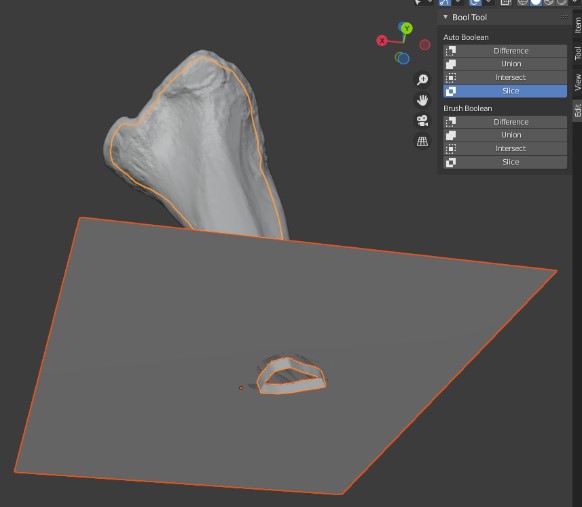 Bool Tool
Auto Boolean
Difference
Union
Intersect
Slice
Brush Boolean
Difference
Union
Intersect
Slice
Item
Tool
View
Edit
X
Y